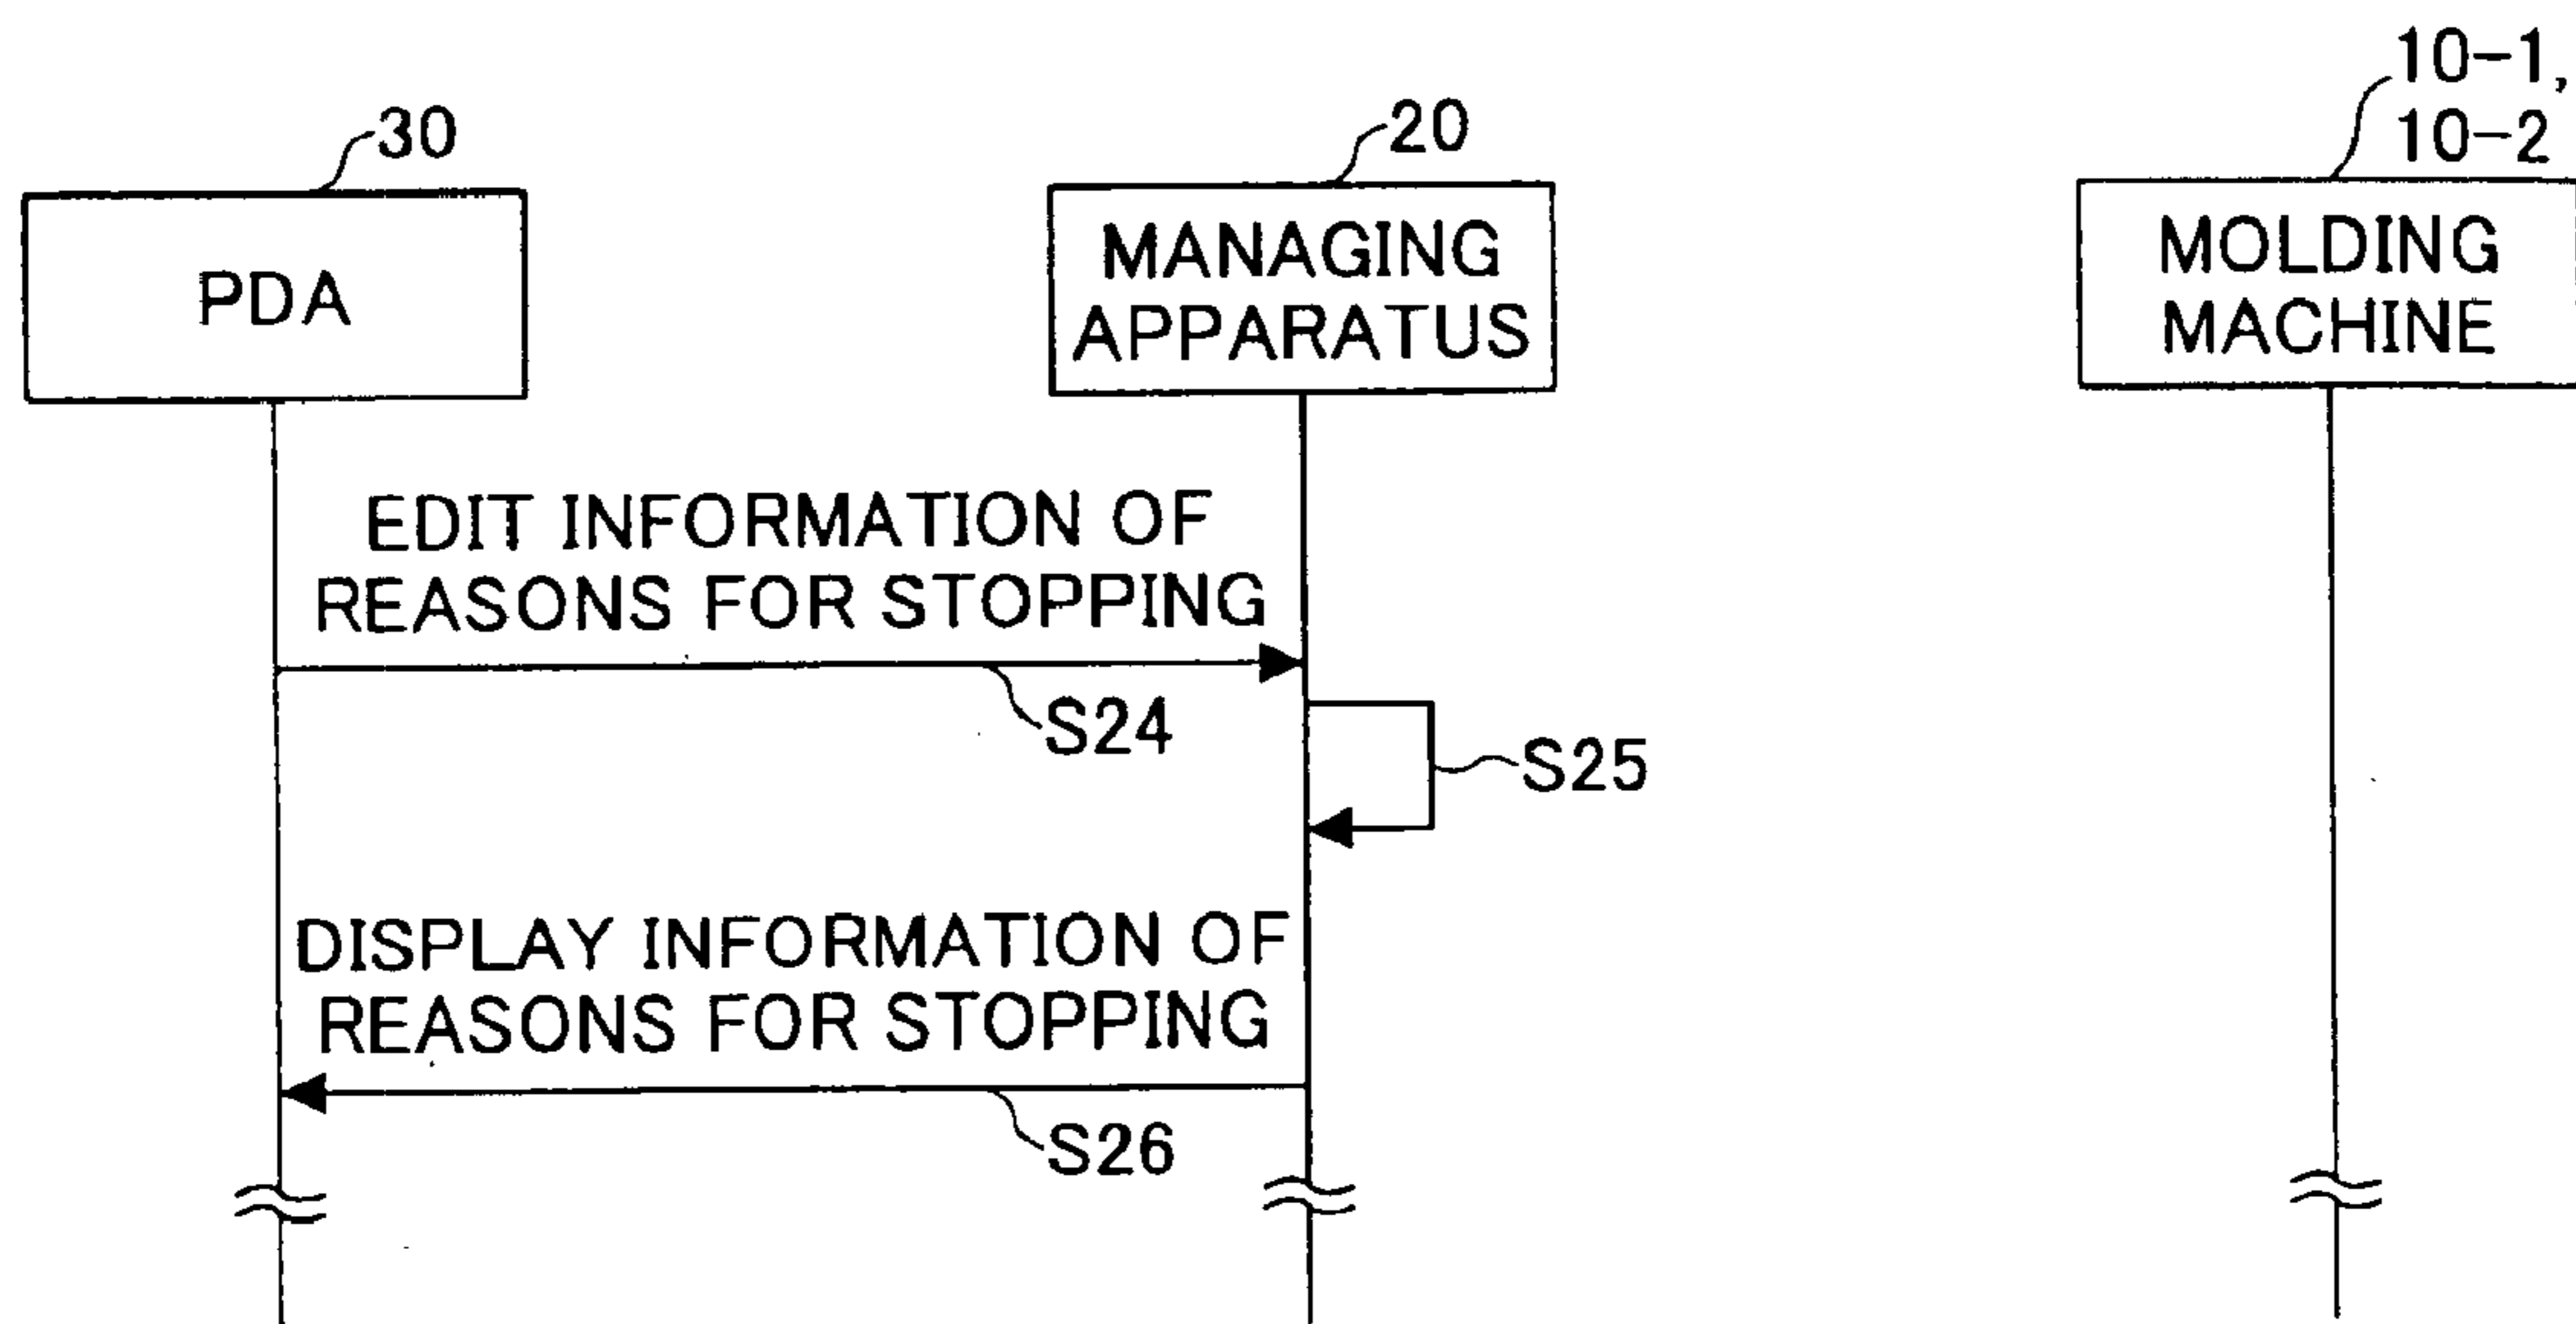 30
20
10-1,
10-2
PDA
MANAGING
APPARATUS
MOLDING
MACHINE
EDIT INFORMATION OF
REASONS FOR STOPPING
S24
S25
DISPLAY INFORMATION OF
REASONS FOR STOPPING
S26